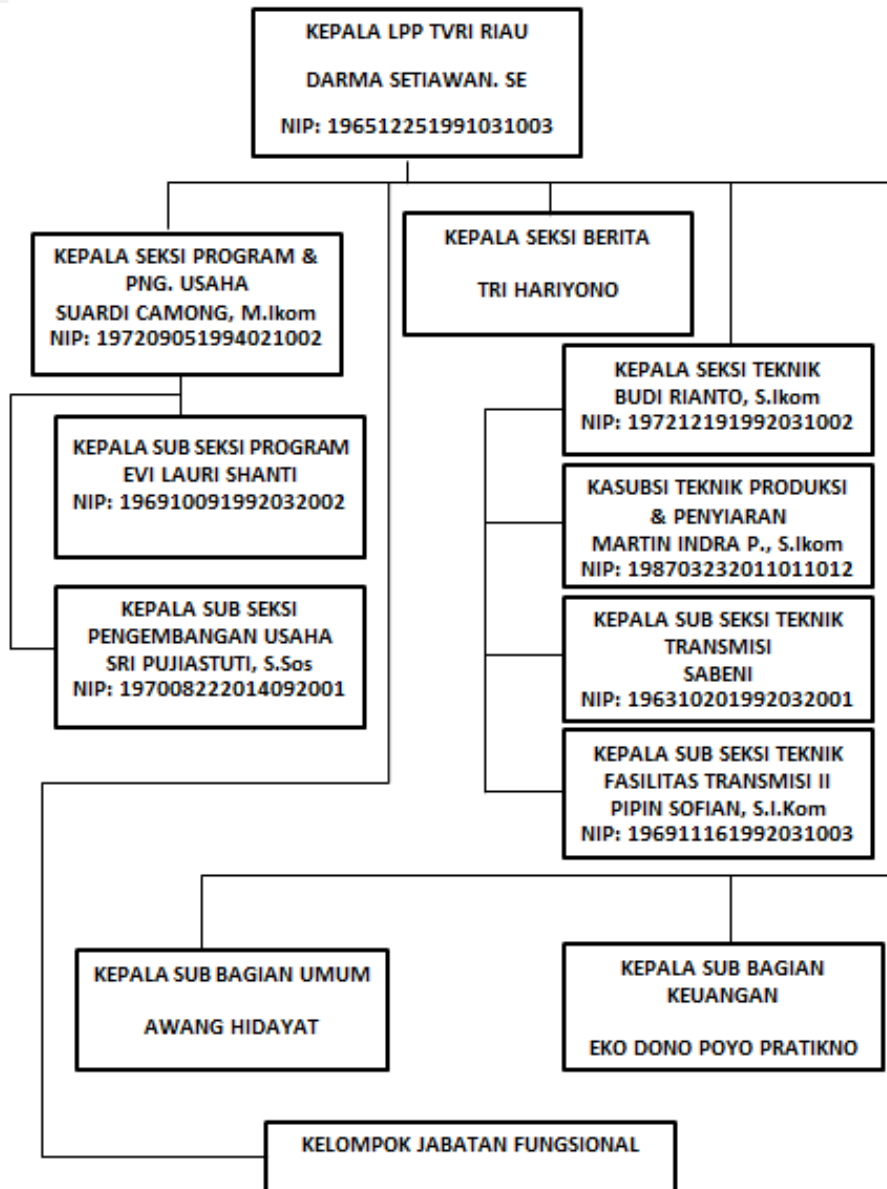 KEPALA LPP TVRI RIAU
DARMA SETIAWAN. SE
NIP: 196512251991031003
KEPALA SEKSI PROGRAM &
PNG. USAHA
SUARDI CAMONG, M.Ikom
NIP: 197209051994021002
KEPALA SEKSI BERITA
TRI HARIYONO
KEPALA SEKSI TEKNIK
BUDI RIANTO, S.Ikom
NIP: 197212191992031002
KEPALA SUB SEKSI PROGRAM
EVI LAURI SHANTI
NIP: 196910091992032002
KASUBSI TEKNIK PRODUKSI
& PENYIARAN
MARTIN INDRA P., S.Ikom
NIP: 198703232011011012
KEPALA SUB SEKSI
PENGEMBANGAN USAHA
SRI PUJIASTUTI, S.Sos
NIP: 197008222014092001
KEPALA SUB SEKSI TEKNIK
TRANSMISI
SABENI
NIP: 196310201992032001
KEPALA SUB SEKSI TEKNIK
FASILITAS TRANSMISI II
PIPIN SOFIAN, S.I.Kom
NIP: 196911161992031003
KEPALA SUB BAGIAN UMUM
AWANG HIDAYAT
KEPALA SUB BAGIAN
KEUANGAN
EKO DONO POYO PRATIKNO
KELOMPOK JABATAN FUNGSIONAL